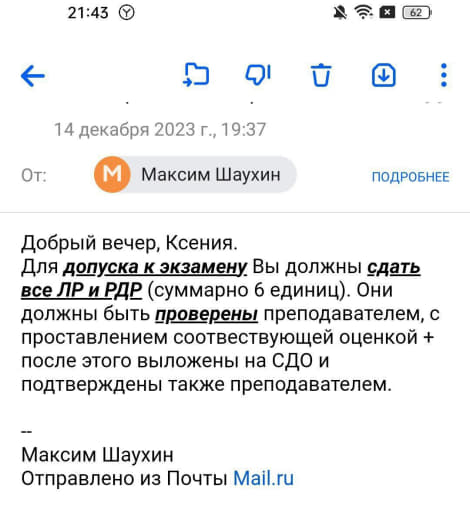 21:43
62
14 декабря 2023 г., 19:37
От:
М
Максим Шаухин
ПОДРОБНЕЕ
Добрый вечер, Ксения.
Для допуска к экзамену Вы должны сдать
все ЛР и РДР (суммарно 6 единиц). Они
должны быть проверены преподавателем, с
проставлением соотвествующей оценкой +
после этого выложены на СДО и
подтверждены также преподавателем.
--
Максим Шаухин
Отправлено из Почты Mail.ru